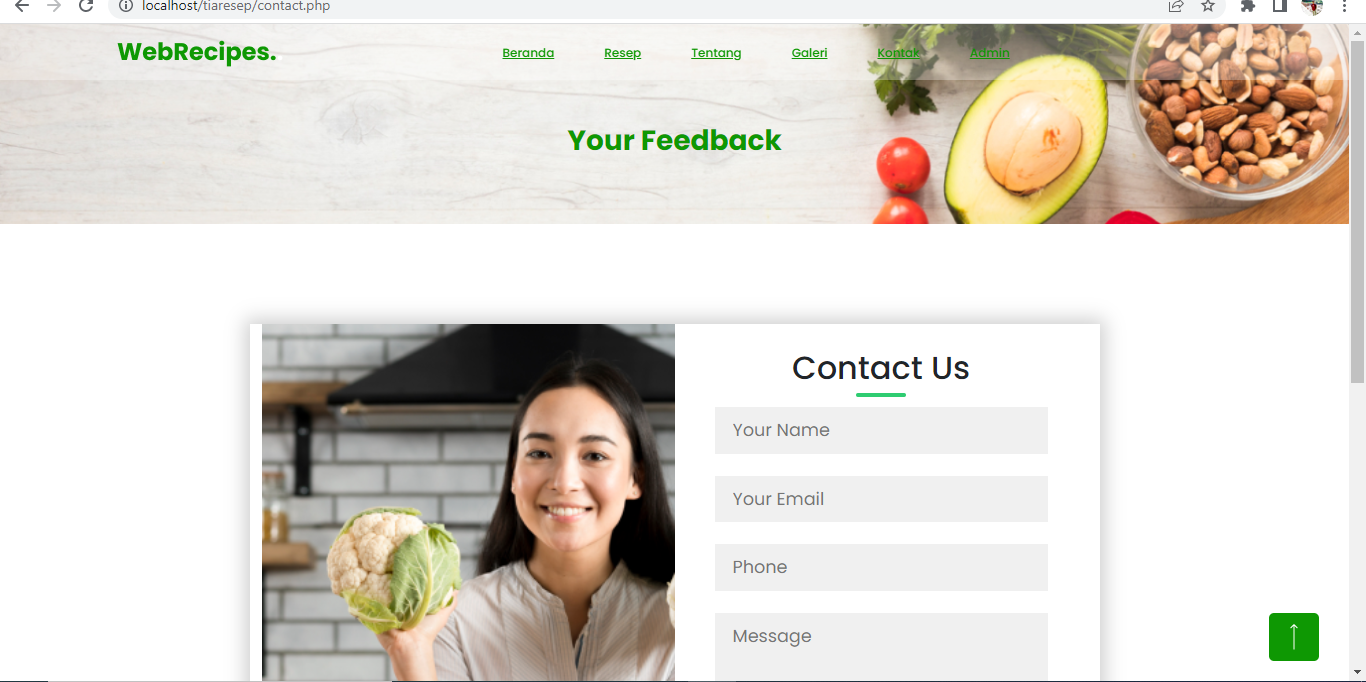 localhost/tiaresep/contact.php
WebRecipes. Beranda Resep Tentang Galeri Kontak Admin
Your Feedback
Contact Us
Your Name
Your Email
Phone
Message